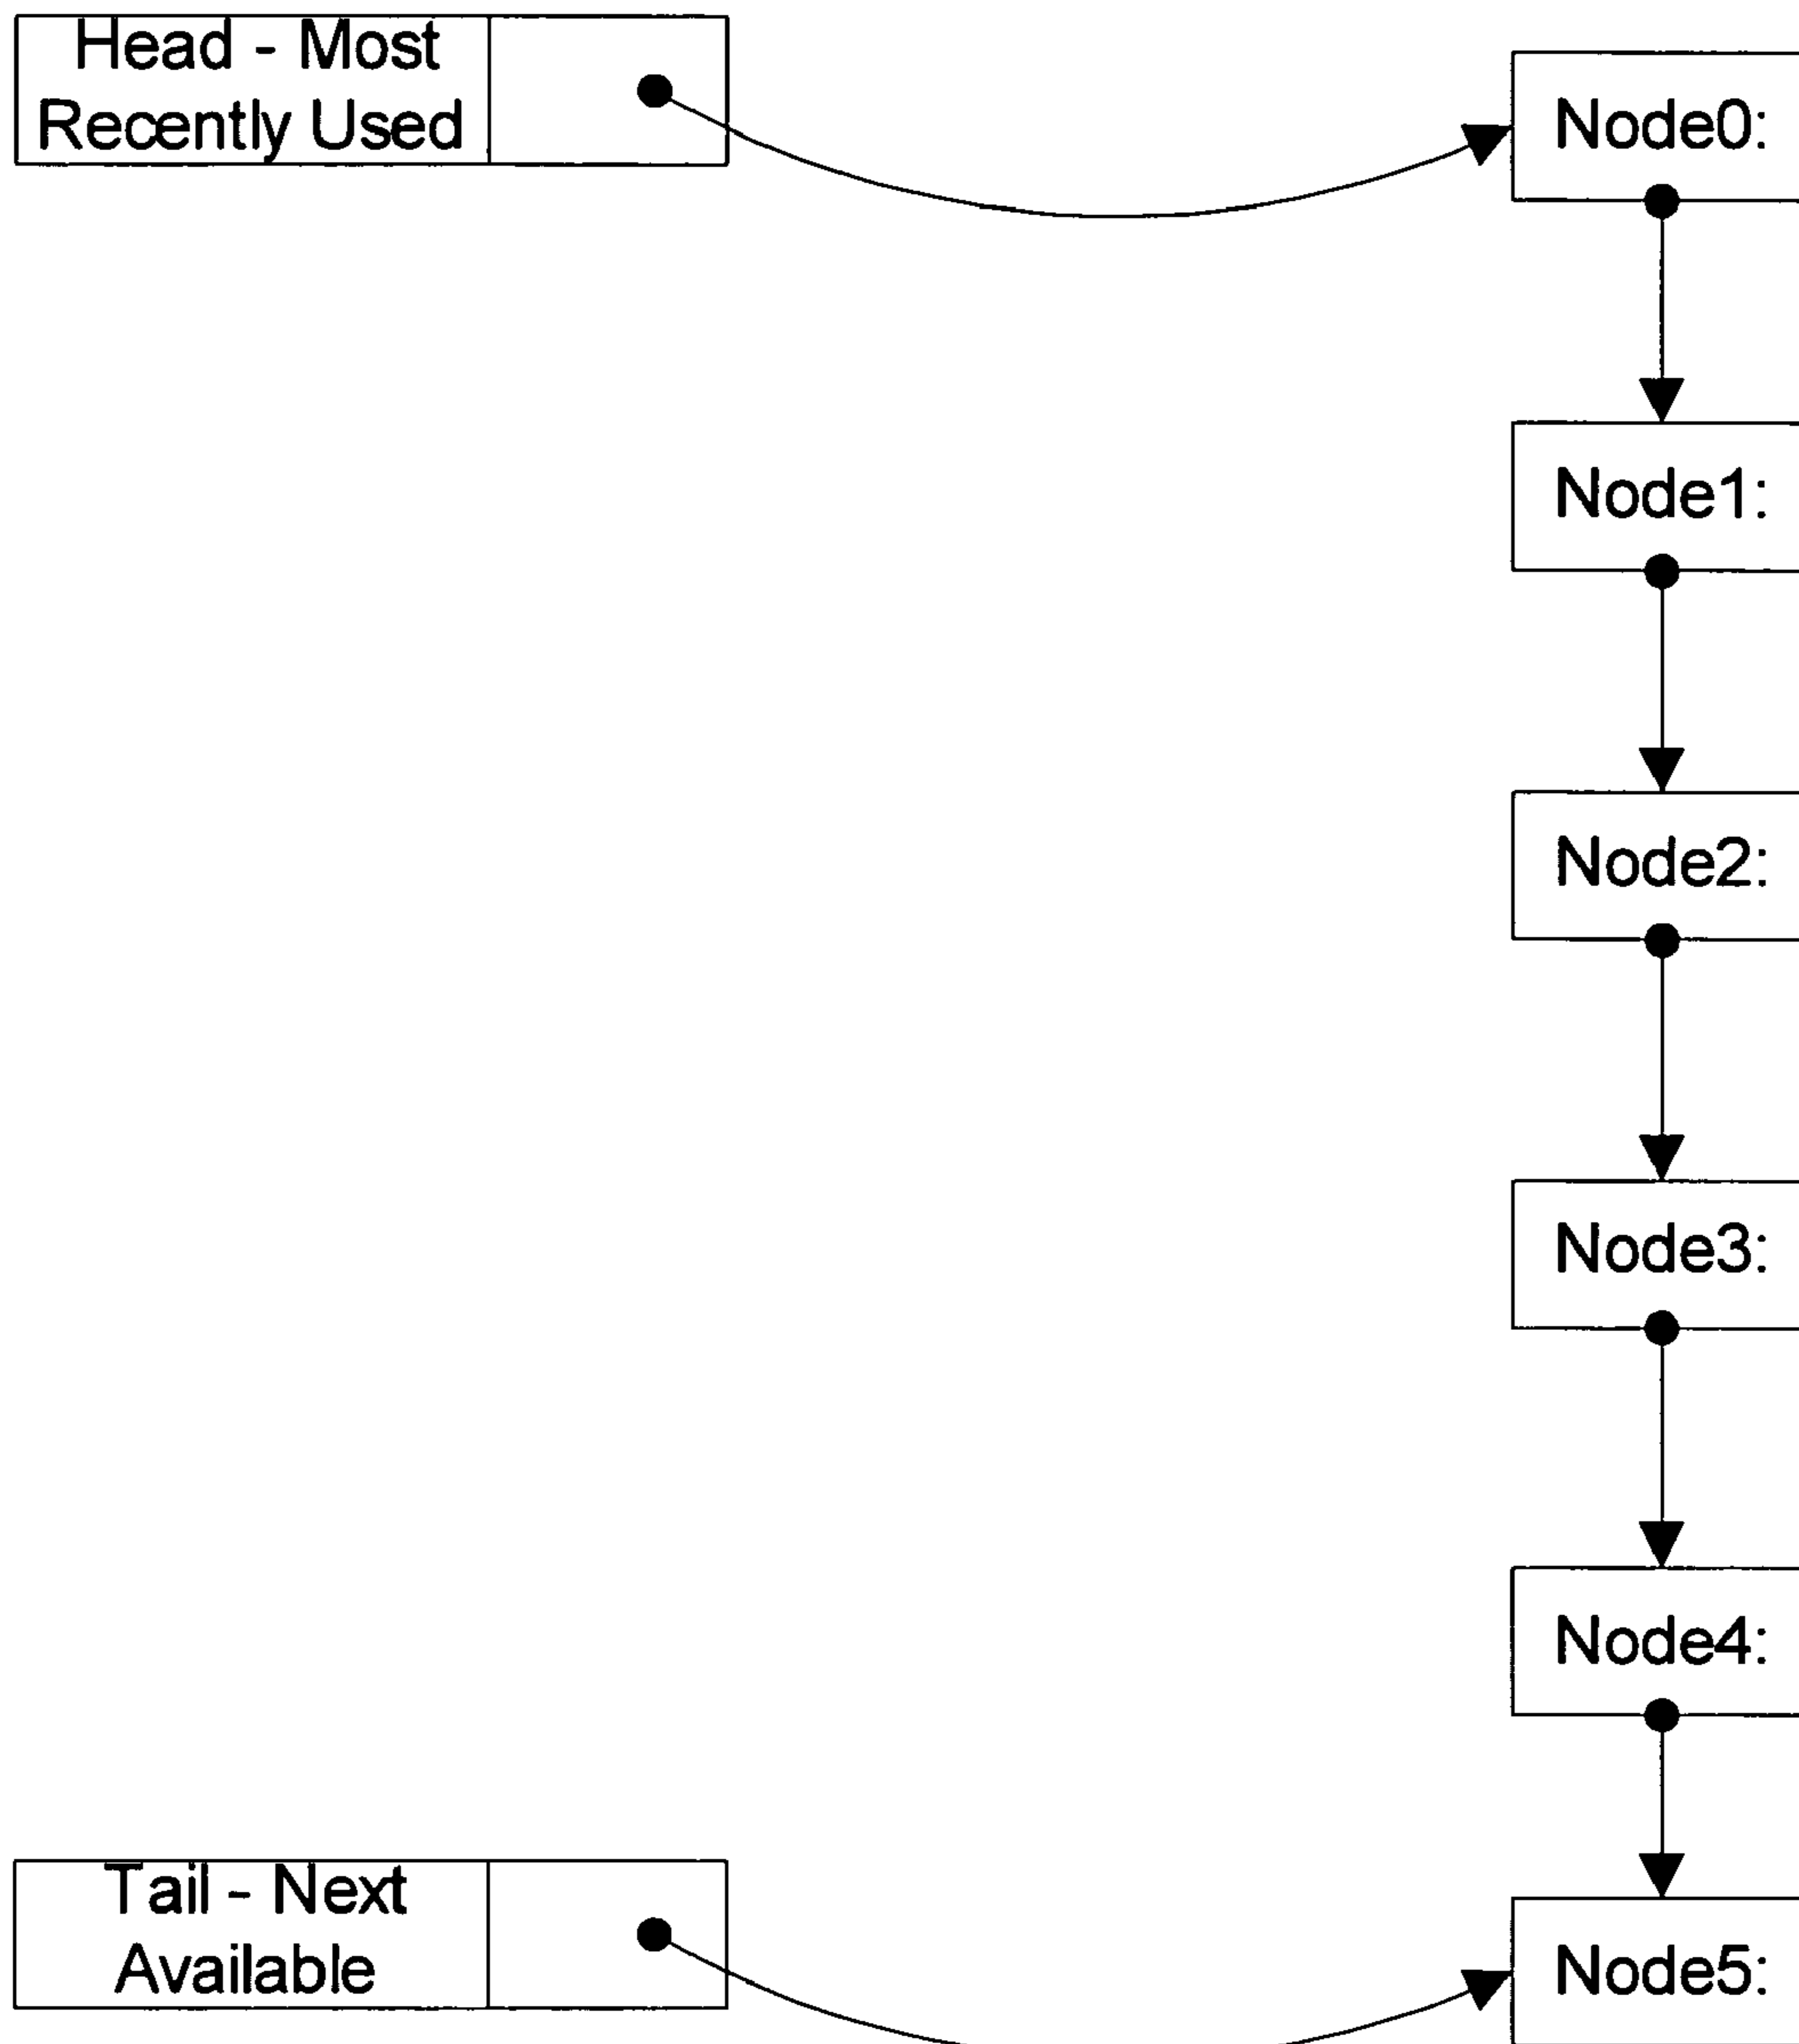 Head - Most
Recently Used
Node0:
Node1:
Node2:
Node3:
Node4:
Tail - Next
Available
Node5: